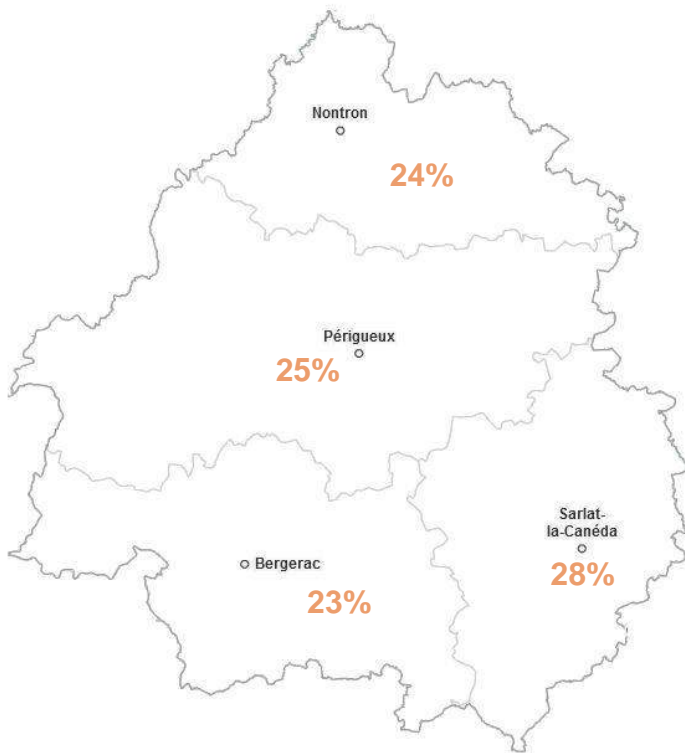 Nontron
24%
Périgueux
25%
Sarlat-
la-Canéda
28%
Bergerac
23%